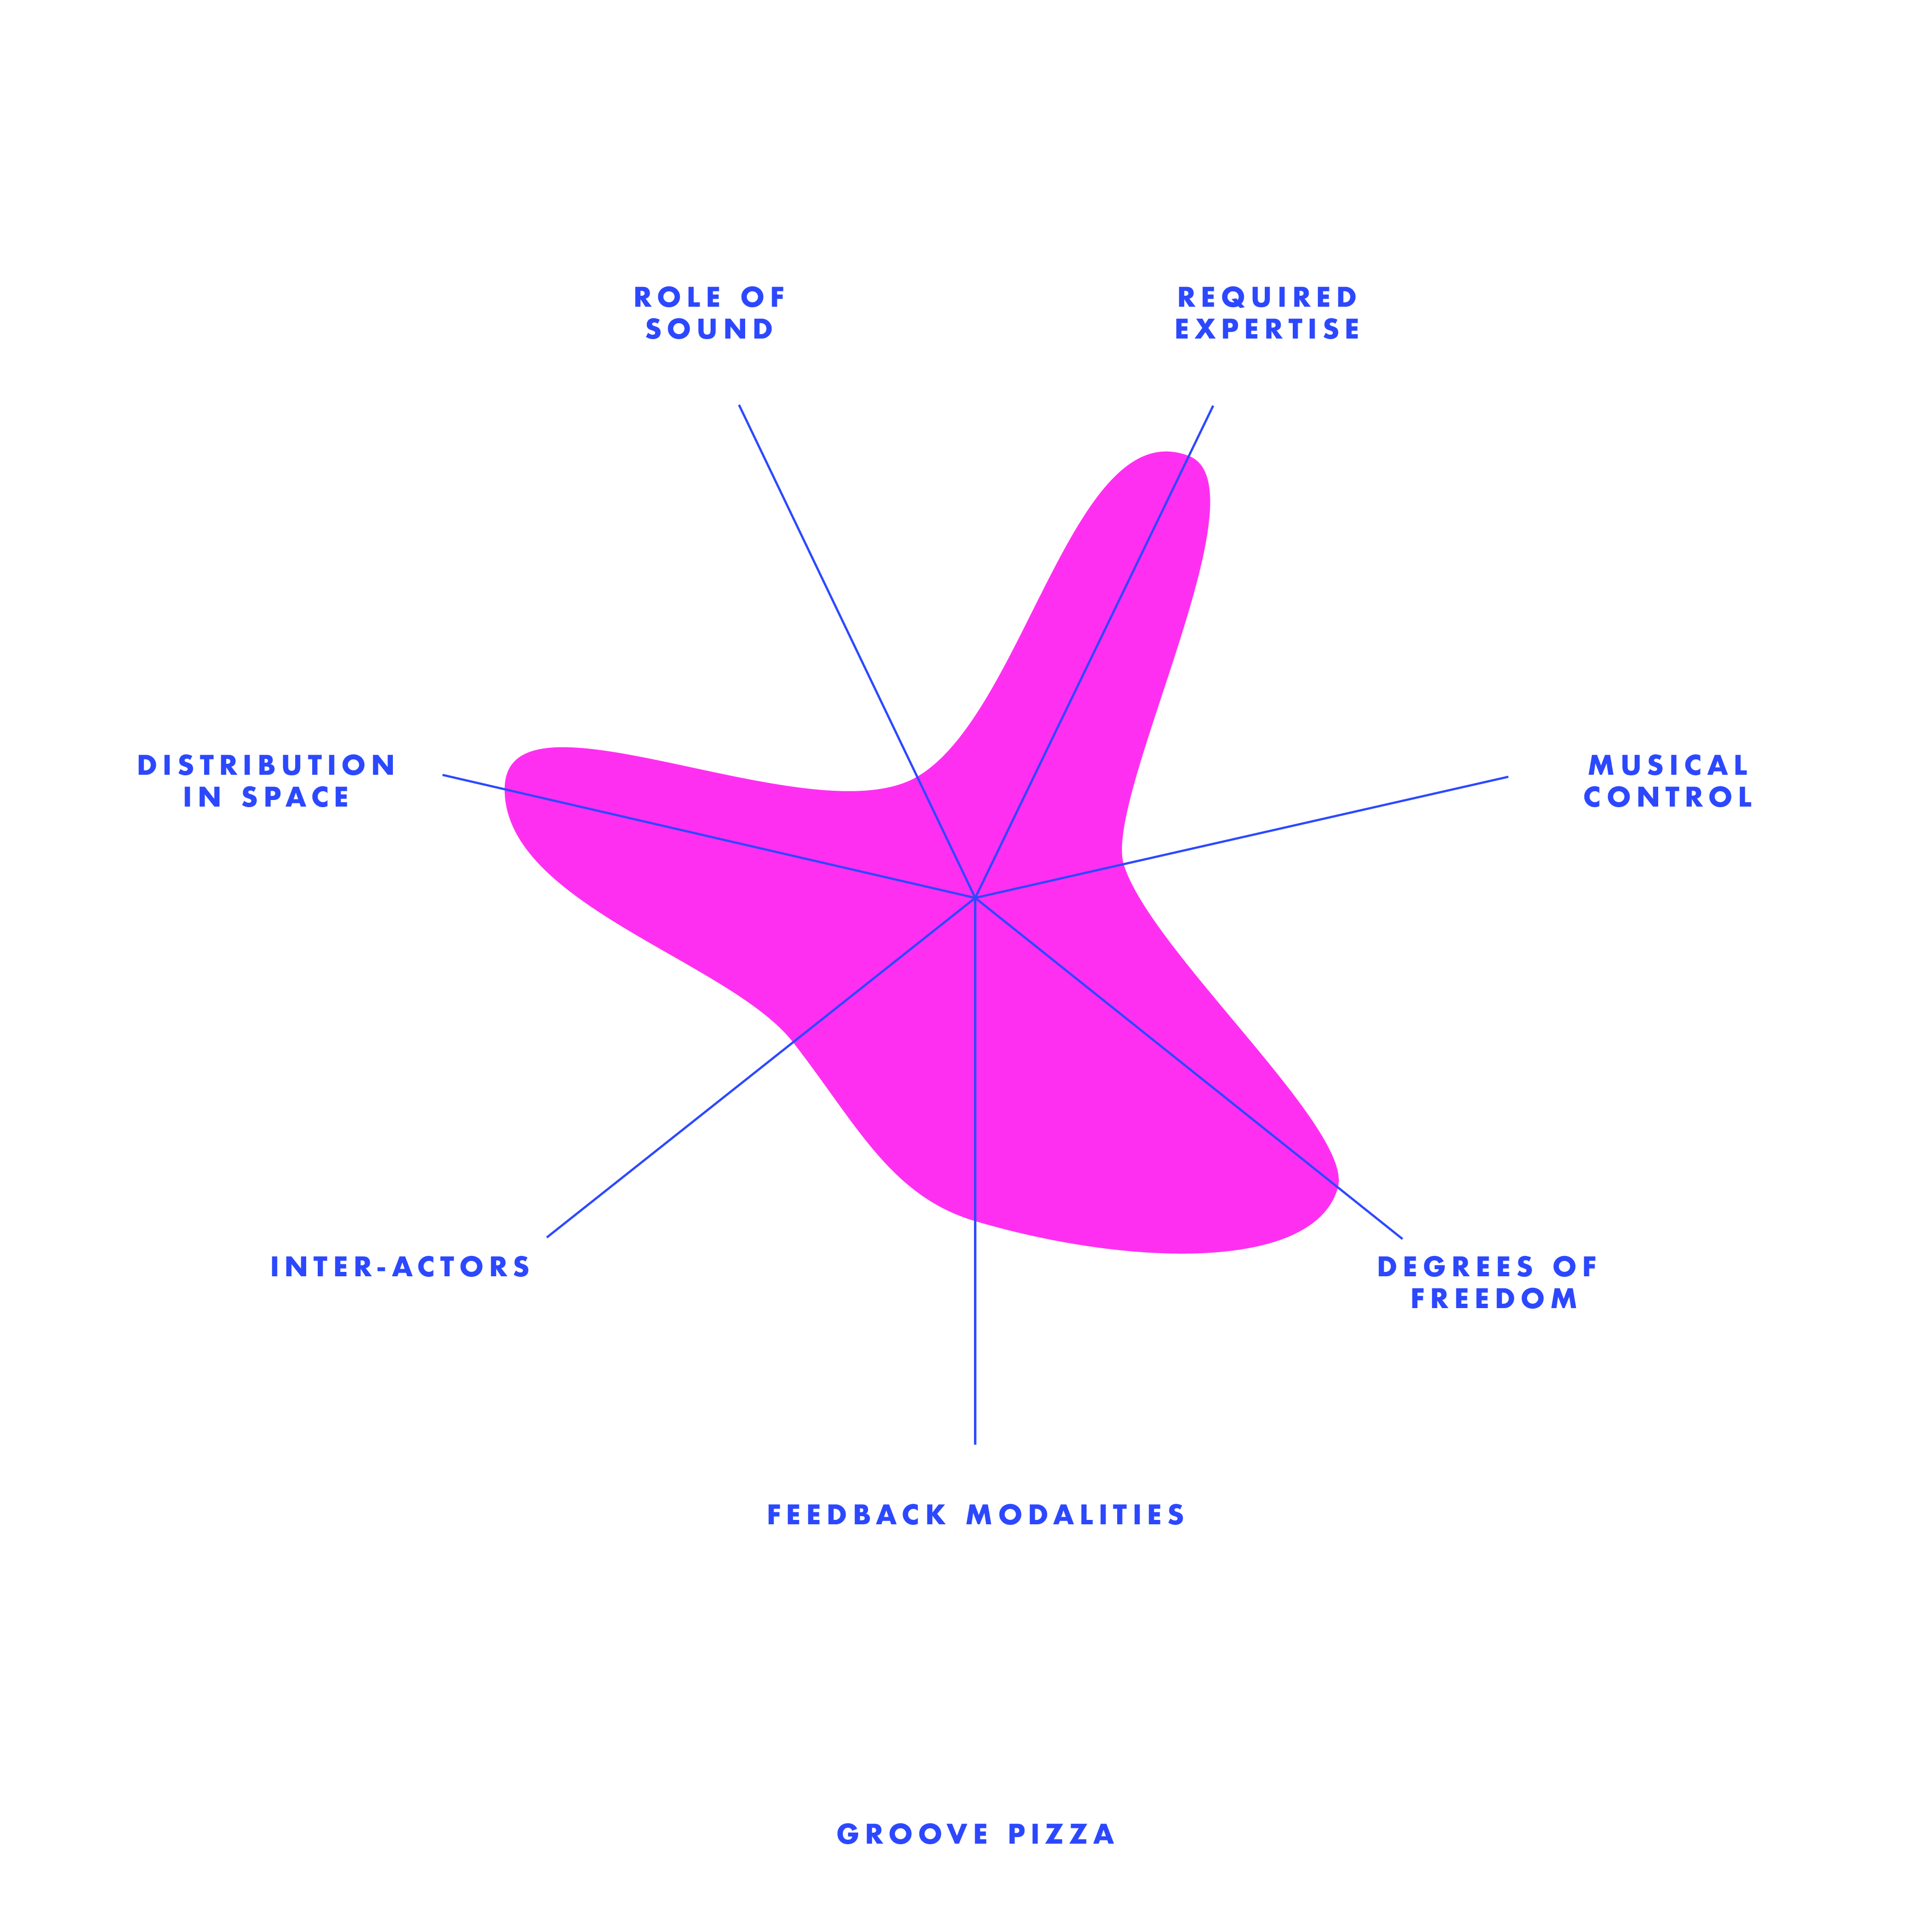 ROLE OF
SOUND
REQUIRED
EXPERTISE
DISTRIBUTION
IN SPACE
MUSICAL
CONTROL
INTER-ACTORS
DEGREES OF
FREEDOM
FEEDBACK MODALITIES
GROOVE PIZZA